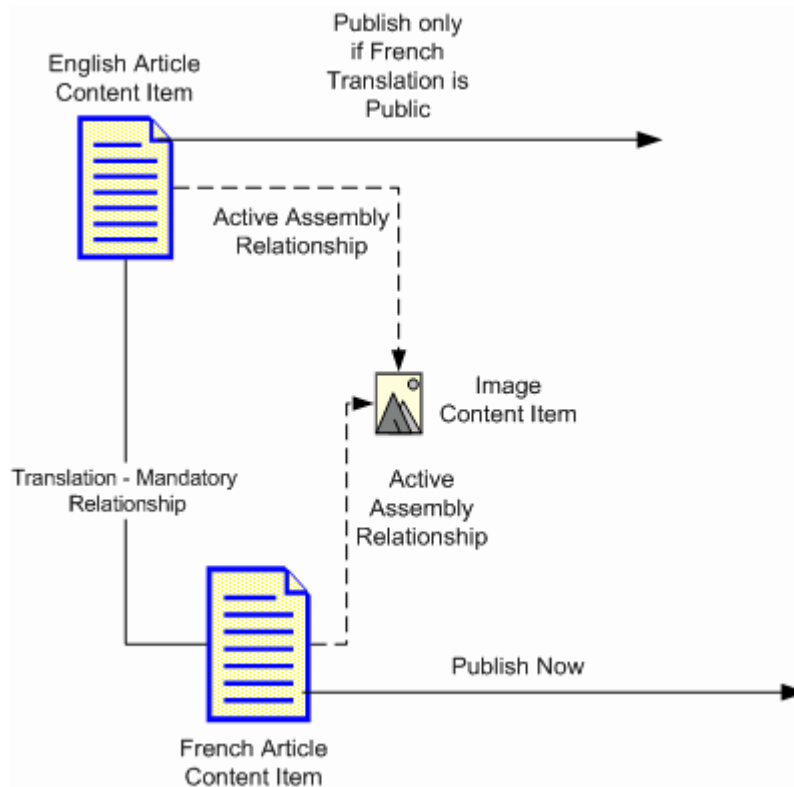 Publish only
if French
Translation is
Public
English Article
Content Item
Active Assembly
Relationship
Image
Content Item
Translation - Mandatory
Relationship
Active
Assembly
Relationship
Publish Now
French Article
Content Item